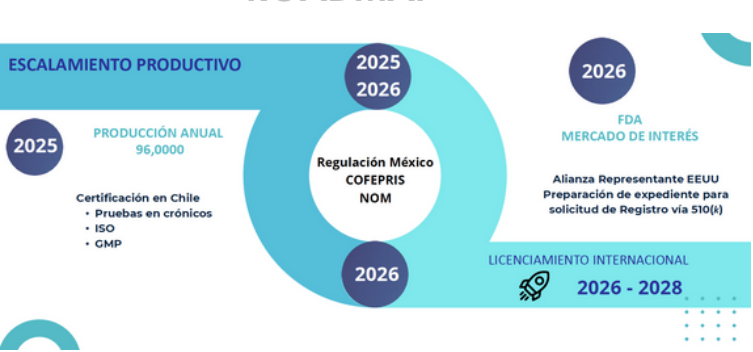 ESCALAMIENTO PRODUCTIVO
2025
PRODUCCIÓN ANUAL
96,0000
Certificación en Chile
• Pruebas en crónicos
• ISO
• GMP
2025
2026
Regulación México
COFEPRIS
NOM
2026
2026
FDA
MERCADO DE INTERÉS
Alianza Representante EEUU
Preparación de expediente para
solicitud de Registro vía 510(k)
LICENCIAMIENTO INTERNACIONAL
2026 - 2028